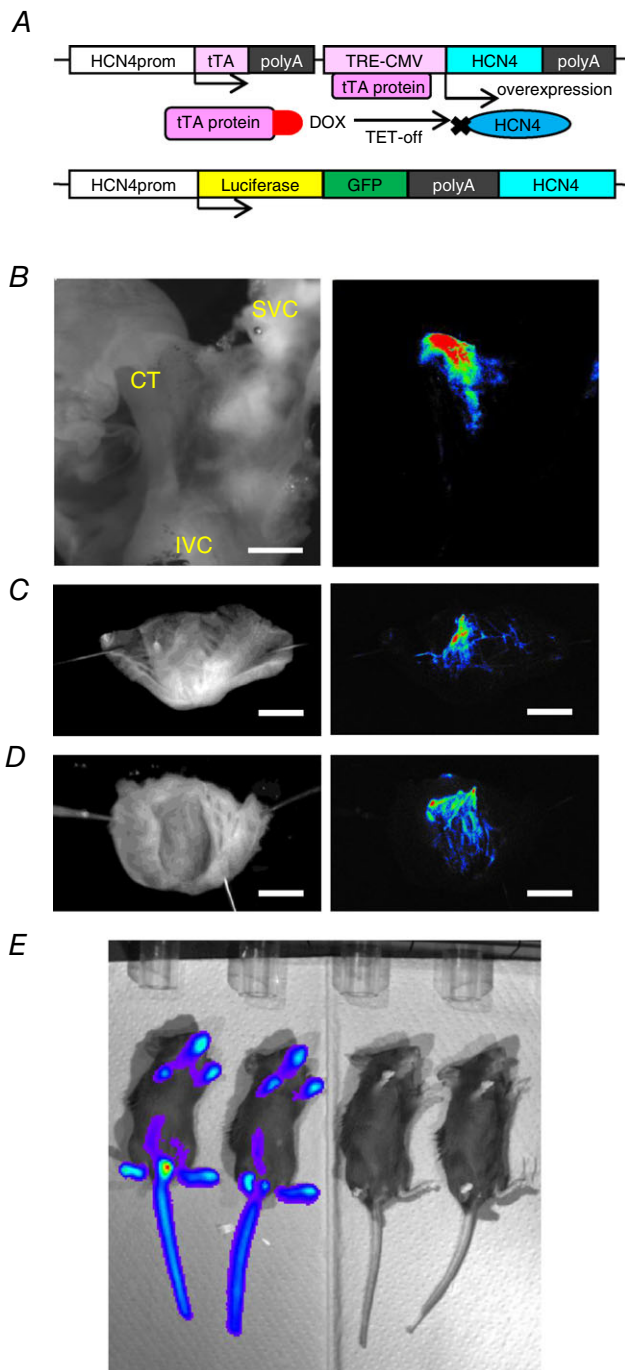 A
HCN4prom tTA polyA TRE-CMV HCN4 polyA
tTA protein overexpression
tTA protein DOX TET-off HCN4
HCN4prom Luciferase GFP polyA HCN4
B
SVC
CT
IVC
C
D
E